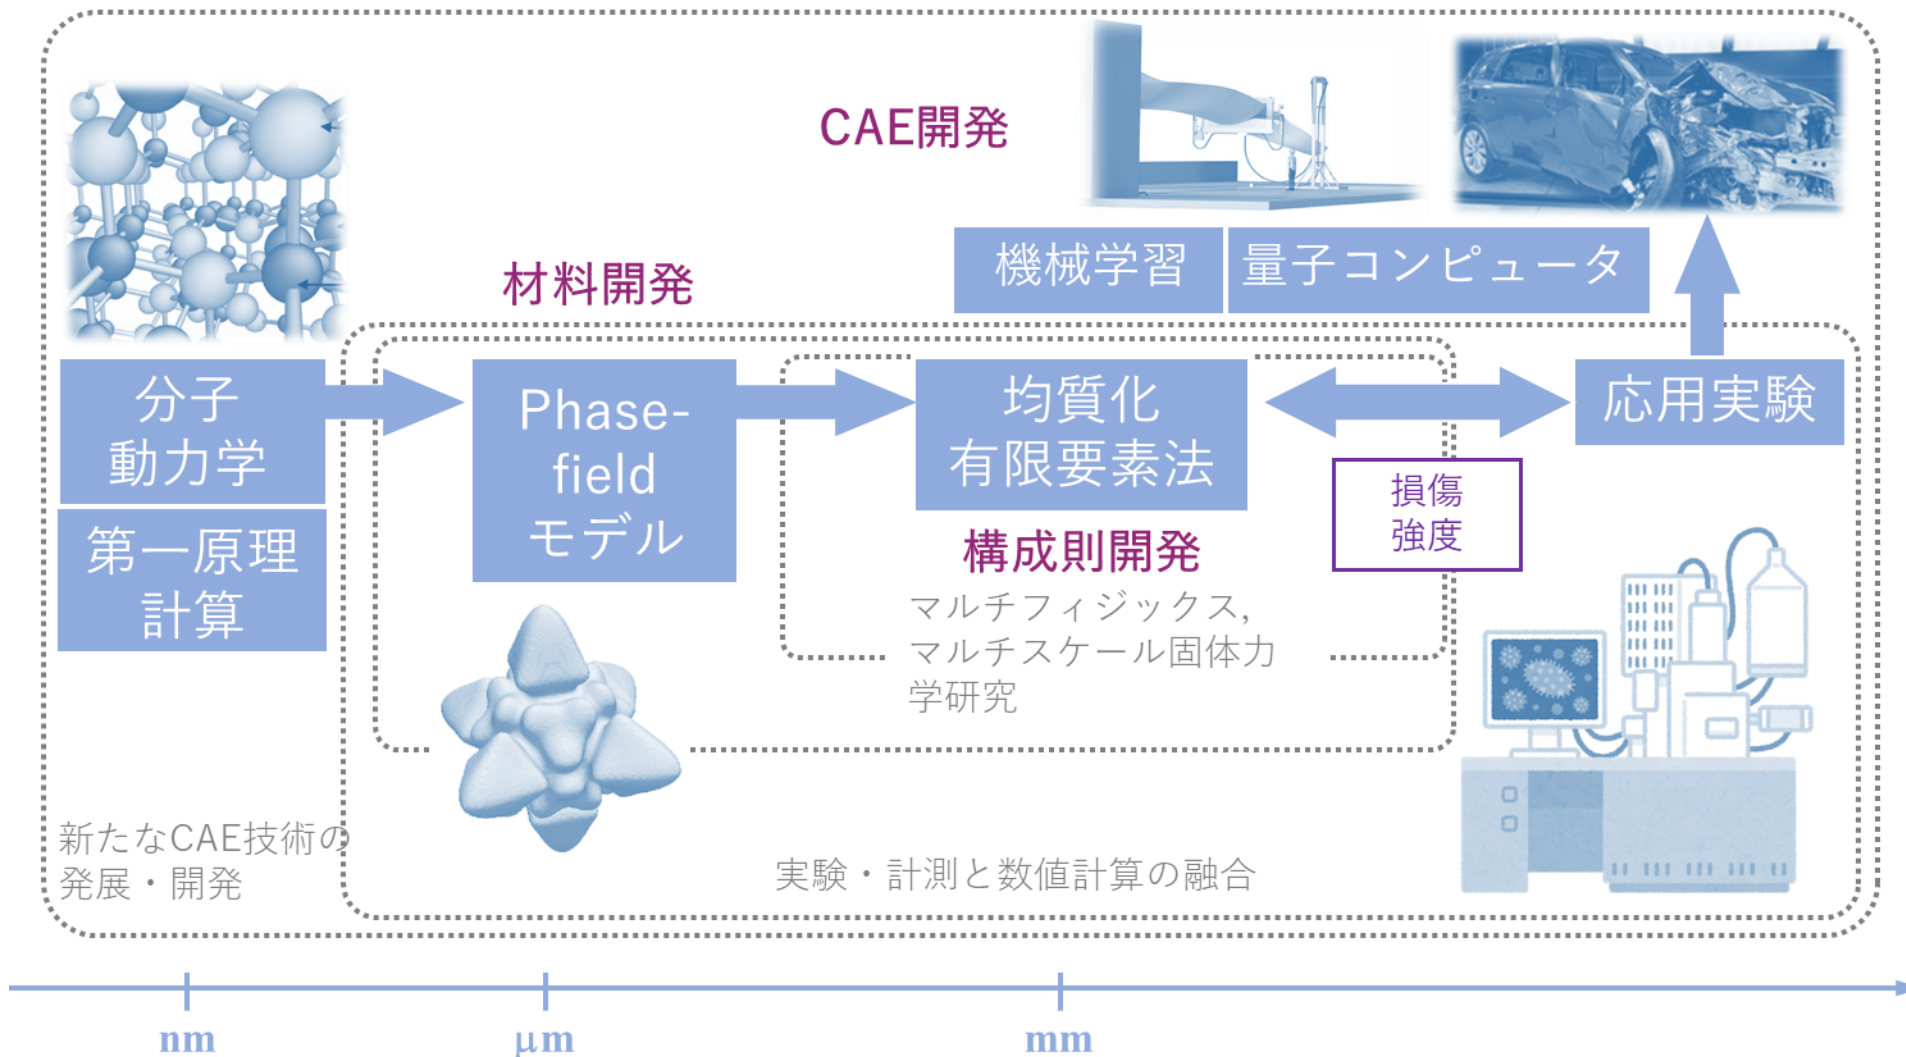 CAE開発
機械学習
量子コンピュータ
材料開発
分子
動力学
第一原理
計算
Phase-
field
モデル
均質化
有限要素法
応用実験
損傷
強度
構成則開発
マルチフィジックス,
マルチスケール固体力
学研究
新たなCAE技術の
発展・開発
実験・計測と数値計算の融合
nm
μm
mm